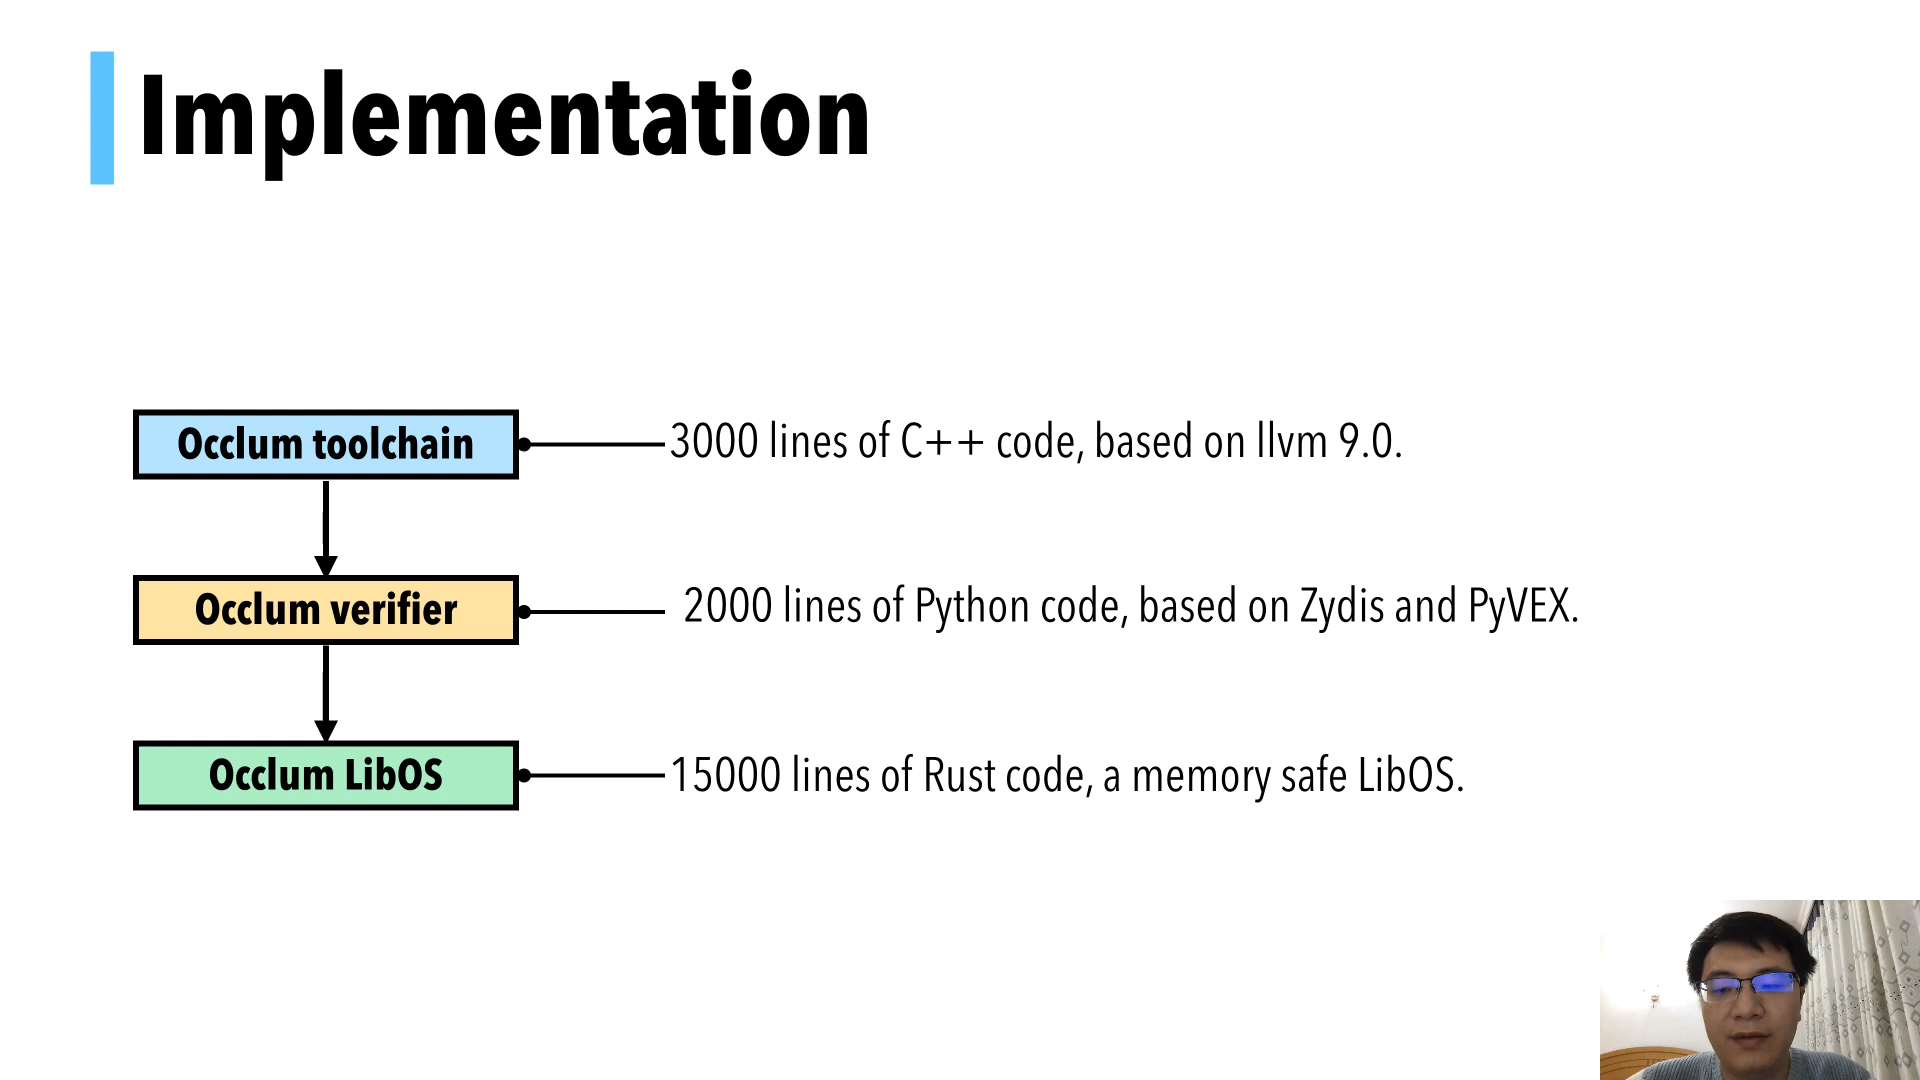 Implementation
Occlum toolchain
3000 lines of C++ code, based on llvm 9.0.
Occlum verifier
2000 lines of Python code, based on Zydis and PyVEX.
Occlum LibOS
15000 lines of Rust code, a memory safe LibOS.